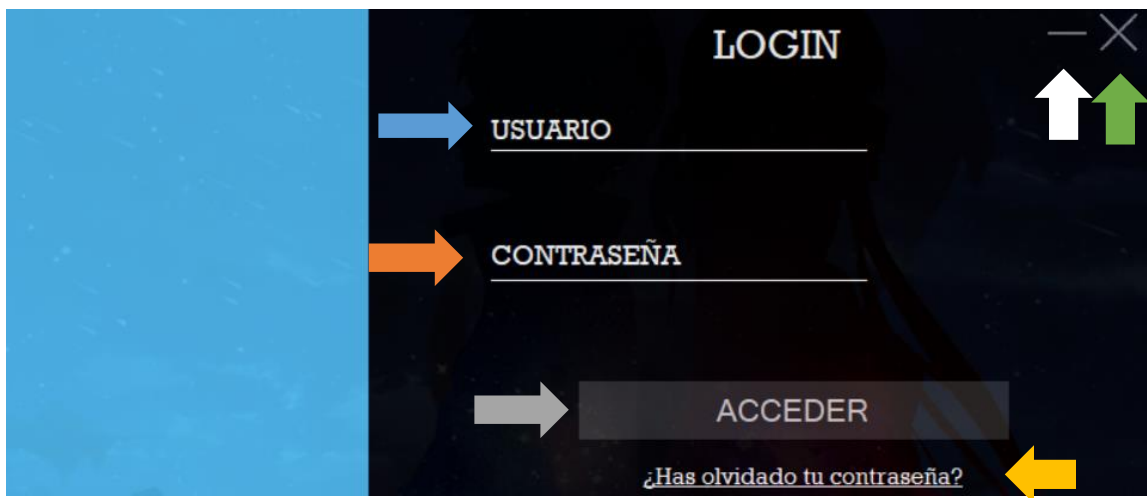 LOGIN
USUARIO
CONTRASEÑA
ACCEDER
¿Has olvidado tu contraseña?